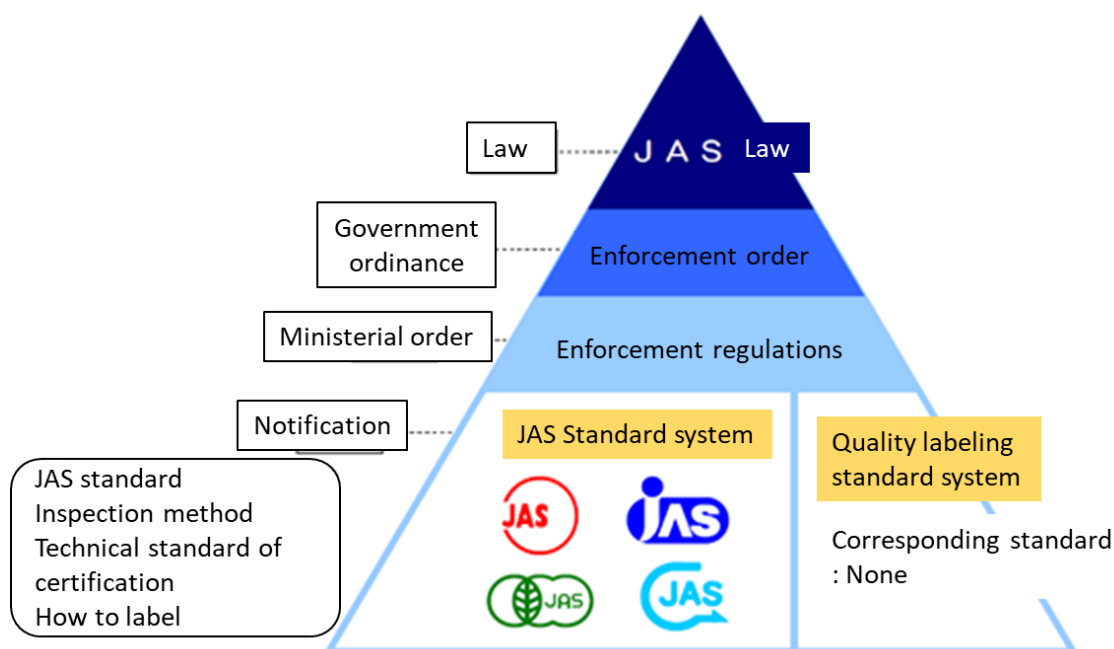 Law
JAS Law
Government
ordinance
Enforcement order
Ministerial order
Enforcement regulations
Notification
JAS Standard system
Quality labeling
standard system
JAS standard
Inspection method
Technical standard of
certification
How to label
JAS
JAS
JAS
JAS
Corresponding standard
: None